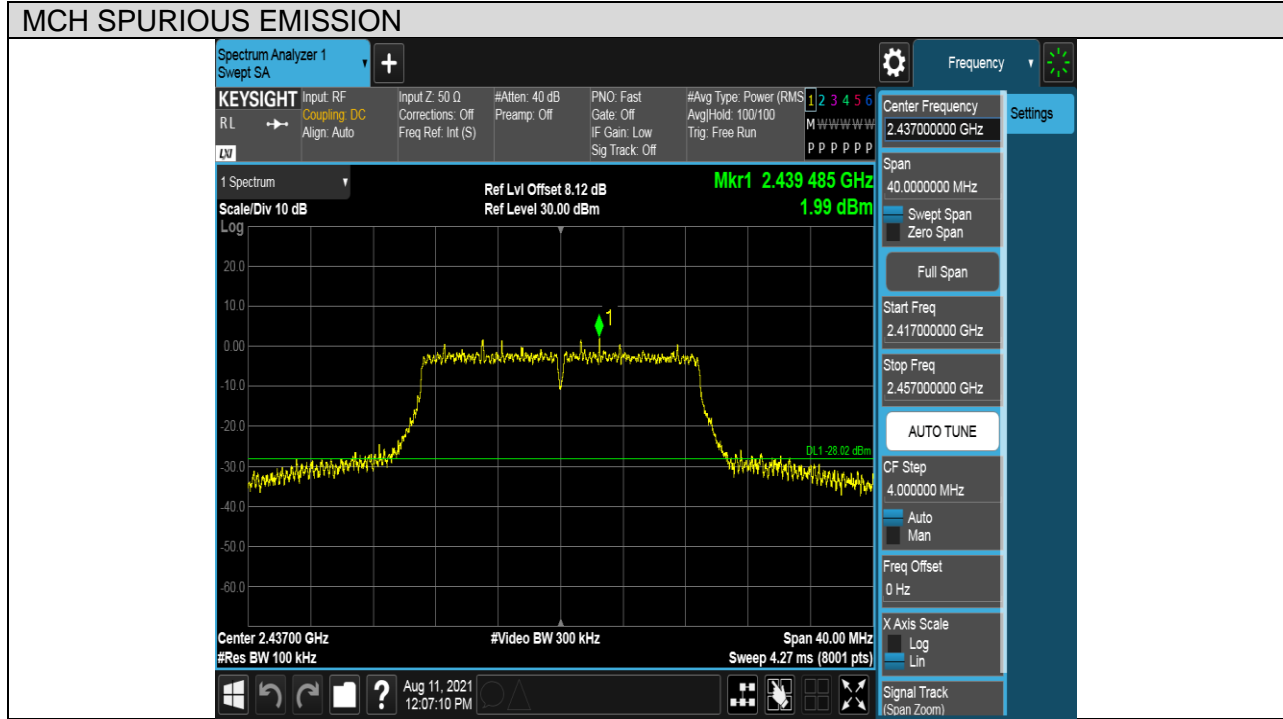 MCH SPURIOUS EMISSION
Spectrum Analyzer 1
Swept SA
+
Frequency
KEYSIGHT
RL
LXI
Input: RF
Coupling: DC
Align: Auto
Input Z: 50 Ω
Corrections: Off
Freq Ref: Int (S)
#Atten: 40 dB
Preamp: Off
PNO: Fast
Gate: Off
IF Gain: Low
Sig Track: Off
#Avg Type: Power (RMS
Avg|Hold: 100/100
Trig: Free Run
1 2 3 4 5 6
M W W W W W
P P P P P P
1 Spectrum
Scale/Div 10 dB
Ref Lvl Offset 8.12 dB
Ref Level 30.00 dBm
Mkr1 2.439 485 GHz
1.99 dBm
Log
20.0
10.0
0.00
-10.0
-20.0
-30.0
-40.0
-50.0
-60.0
1
DL1 -28.02 dBm
Center 2.43700 GHz
#Res BW 100 kHz
#Video BW 300 kHz
Span 40.00 MHz
Sweep 4.27 ms (8001 pts)
Center Frequency
2.437000000 GHz
Settings
Span
40.0000000 MHz
Swept Span
Zero Span
Full Span
Start Freq
2.417000000 GHz
Stop Freq
2.457000000 GHz
AUTO TUNE
CF Step
4.000000 MHz
Auto
Man
Freq Offset
0 Hz
X Axis Scale
Log
Lin
Signal Track
(Span Zoom)
?
Aug 11, 2021
12:07:10 PM